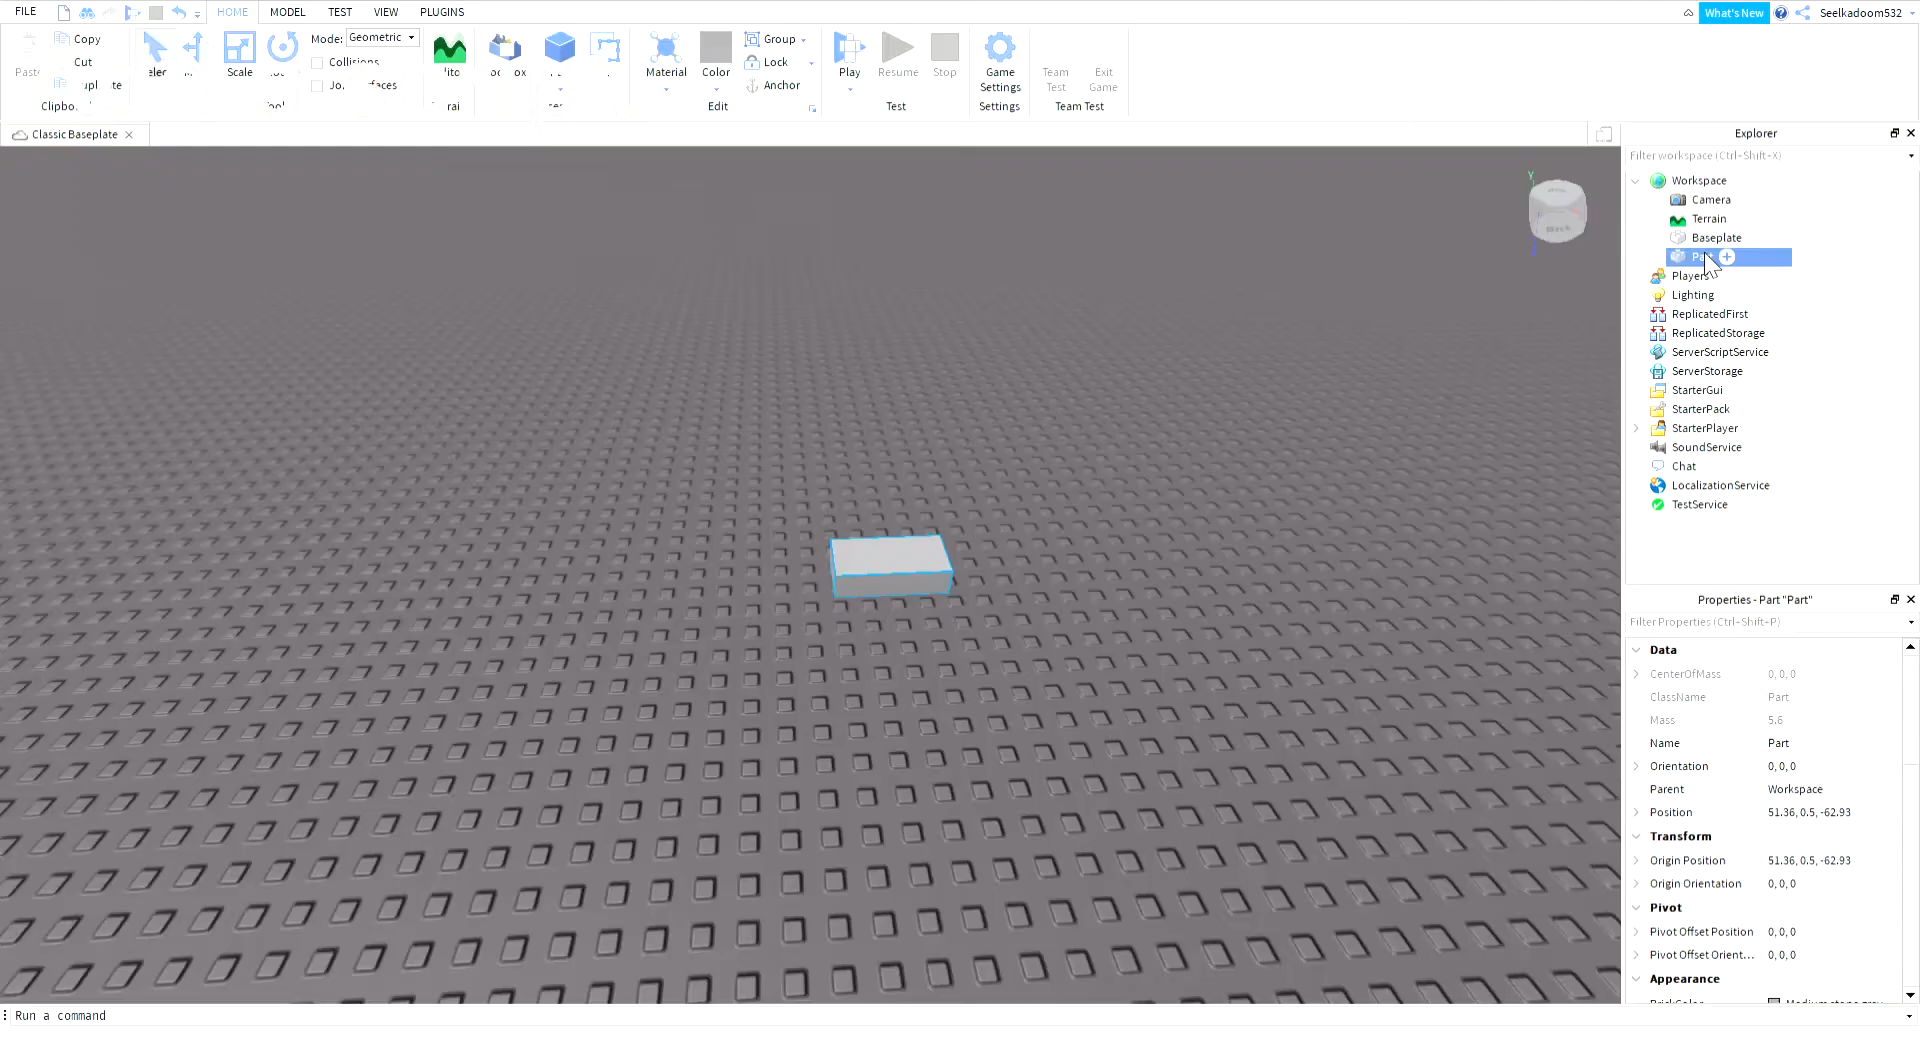 FILE HOME MODEL TEST VIEW PLUGINS What's New Seelkadoom532
Copy Mode: Geometric Group
Cut Collisions Lock
Scale Material Color Play Resume Stop Game Settings Team Test Exit Game
Anchor
Edit Test Settings Team Test
Classic Baseplate
Explorer
Filter workspace (Ctrl+Shift+X)
Workspace
Camera
Terrain
Baseplate
Players
Lighting
ReplicatedFirst
ReplicatedStorage
ServerScriptService
ServerStorage
StarterGui
StarterPack
StarterPlayer
SoundService
Chat
LocalizationService
TestService
Properties - Part "Part"
Filter Properties (Ctrl+Shift+P)
Data
CenterOfMass 0, 0, 0
ClassName Part
Mass 5.6
Name Part
Orientation 0, 0, 0
Parent Workspace
Position 51.36, 0.5, -62.93
Transform
Origin Position 51.36, 0.5, -62.93
Origin Orientation 0, 0, 0
Pivot
Pivot Offset Position 0, 0, 0
Pivot Offset Orient... 0, 0, 0
Appearance
Run a command